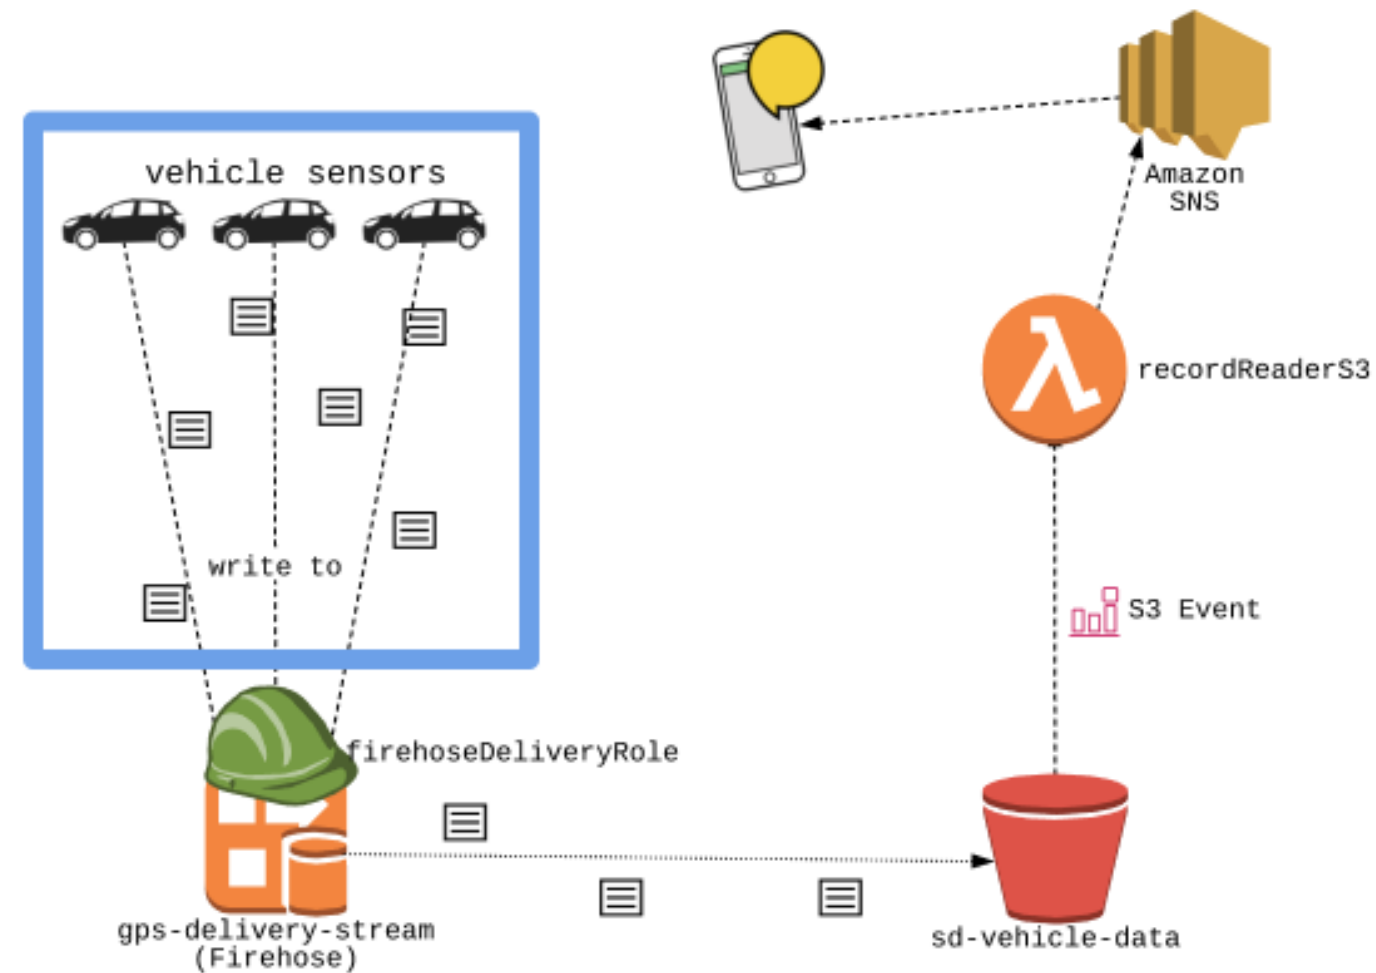 vehicle sensors
write to
firehoseDeliveryRole
gps-delivery-stream
(Firehose)
sd-vehicle-data
S3 Event
recordReaderS3
Amazon
SNS